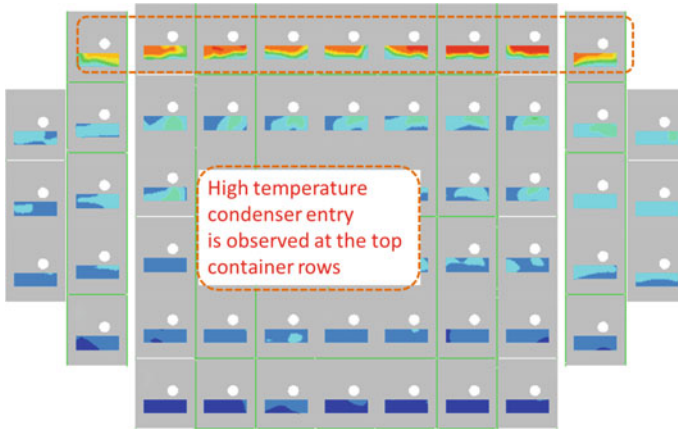 High temperature
condenser entry
is observed at the top
container rows